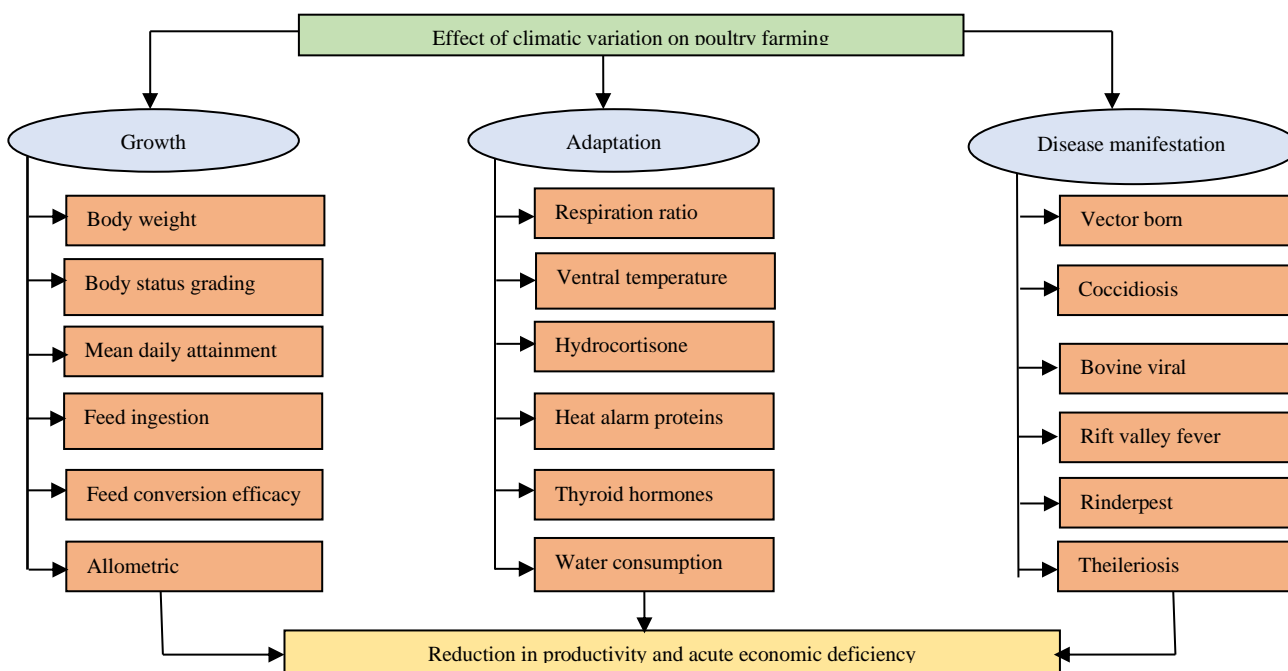 Effect of climatic variation on poultry farming
Growth
Adaptation
Disease manifestation
Body weight
Body status grading
Mean daily attainment
Feed ingestion
Feed conversion efficacy
Allometric
Respiration ratio
Ventral temperature
Hydrocortisone
Heat alarm proteins
Thyroid hormones
Water consumption
Vector born
Coccidiosis
Bovine viral
Rift valley fever
Rinderpest
Theileriosis
Reduction in productivity and acute economic deficiency